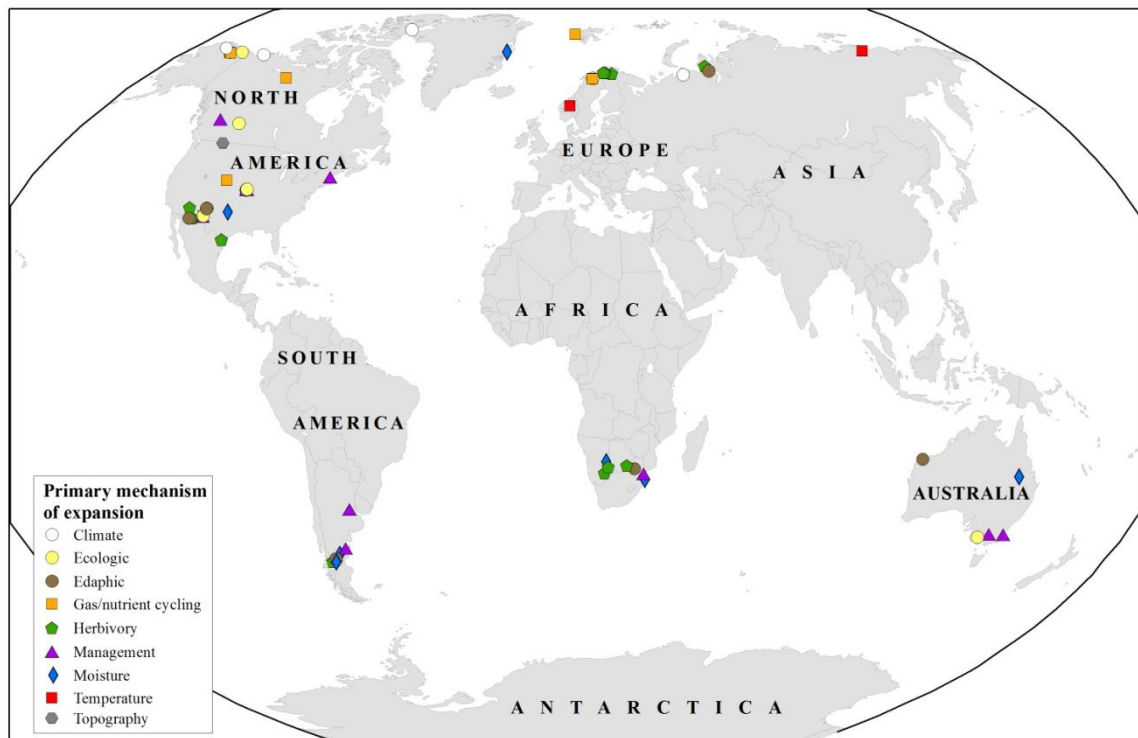 NORTH
AMERICA
EUROPE
ASIA
AFRICA
SOUTH
AMERICA
AUSTRALIA
ANTARCTICA
Primary mechanism
of expansion
Climate
Ecologic
Edaphic
Gas/nutrient cycling
Herbivory
Management
Moisture
Temperature
Topography